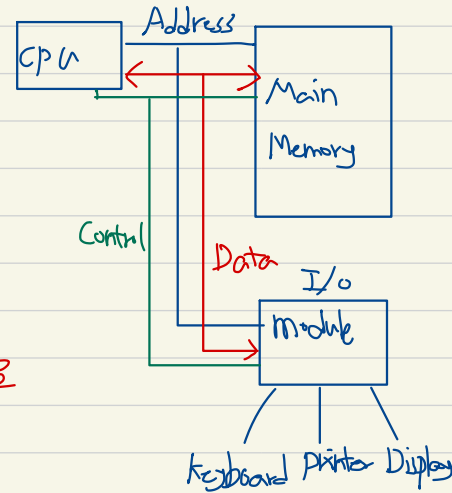 Address
CPU
Main
Memory
Control
Data
I/O
Module
Keyboard Printer Display